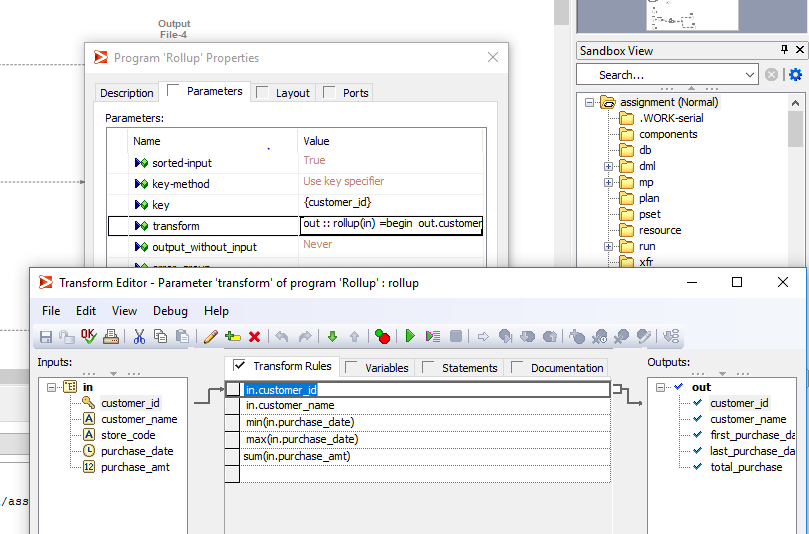 Output
File-4
Program 'Rollup' Properties
Description
Parameters
Layout
Ports
Parameters:
Name Value
sorted-input True
key-method Use key specifier
key {customer_id}
transform out :: rollup(in) =begin out.customer
output_without_input Never
Sandbox View
Search...
assignment (Normal)
.WORK-serial
components
db
dml
mp
plan
pset
resource
run
xfr
Transform Editor - Parameter 'transform' of program 'Rollup' : rollup
File Edit View Debug Help
OK
Inputs:
in
customer_id
A customer_name
A store_code
purchase_date
12 purchase_amt
Transform Rules
Variables
Statements
Documentation
in.customer_id
in.customer_name
min(in.purchase_date)
max(in.purchase_date)
sum(in.purchase_amt)
Outputs:
out
customer_id
customer_name
first_purchase_da
last_purchase_da
total_purchase
/ass